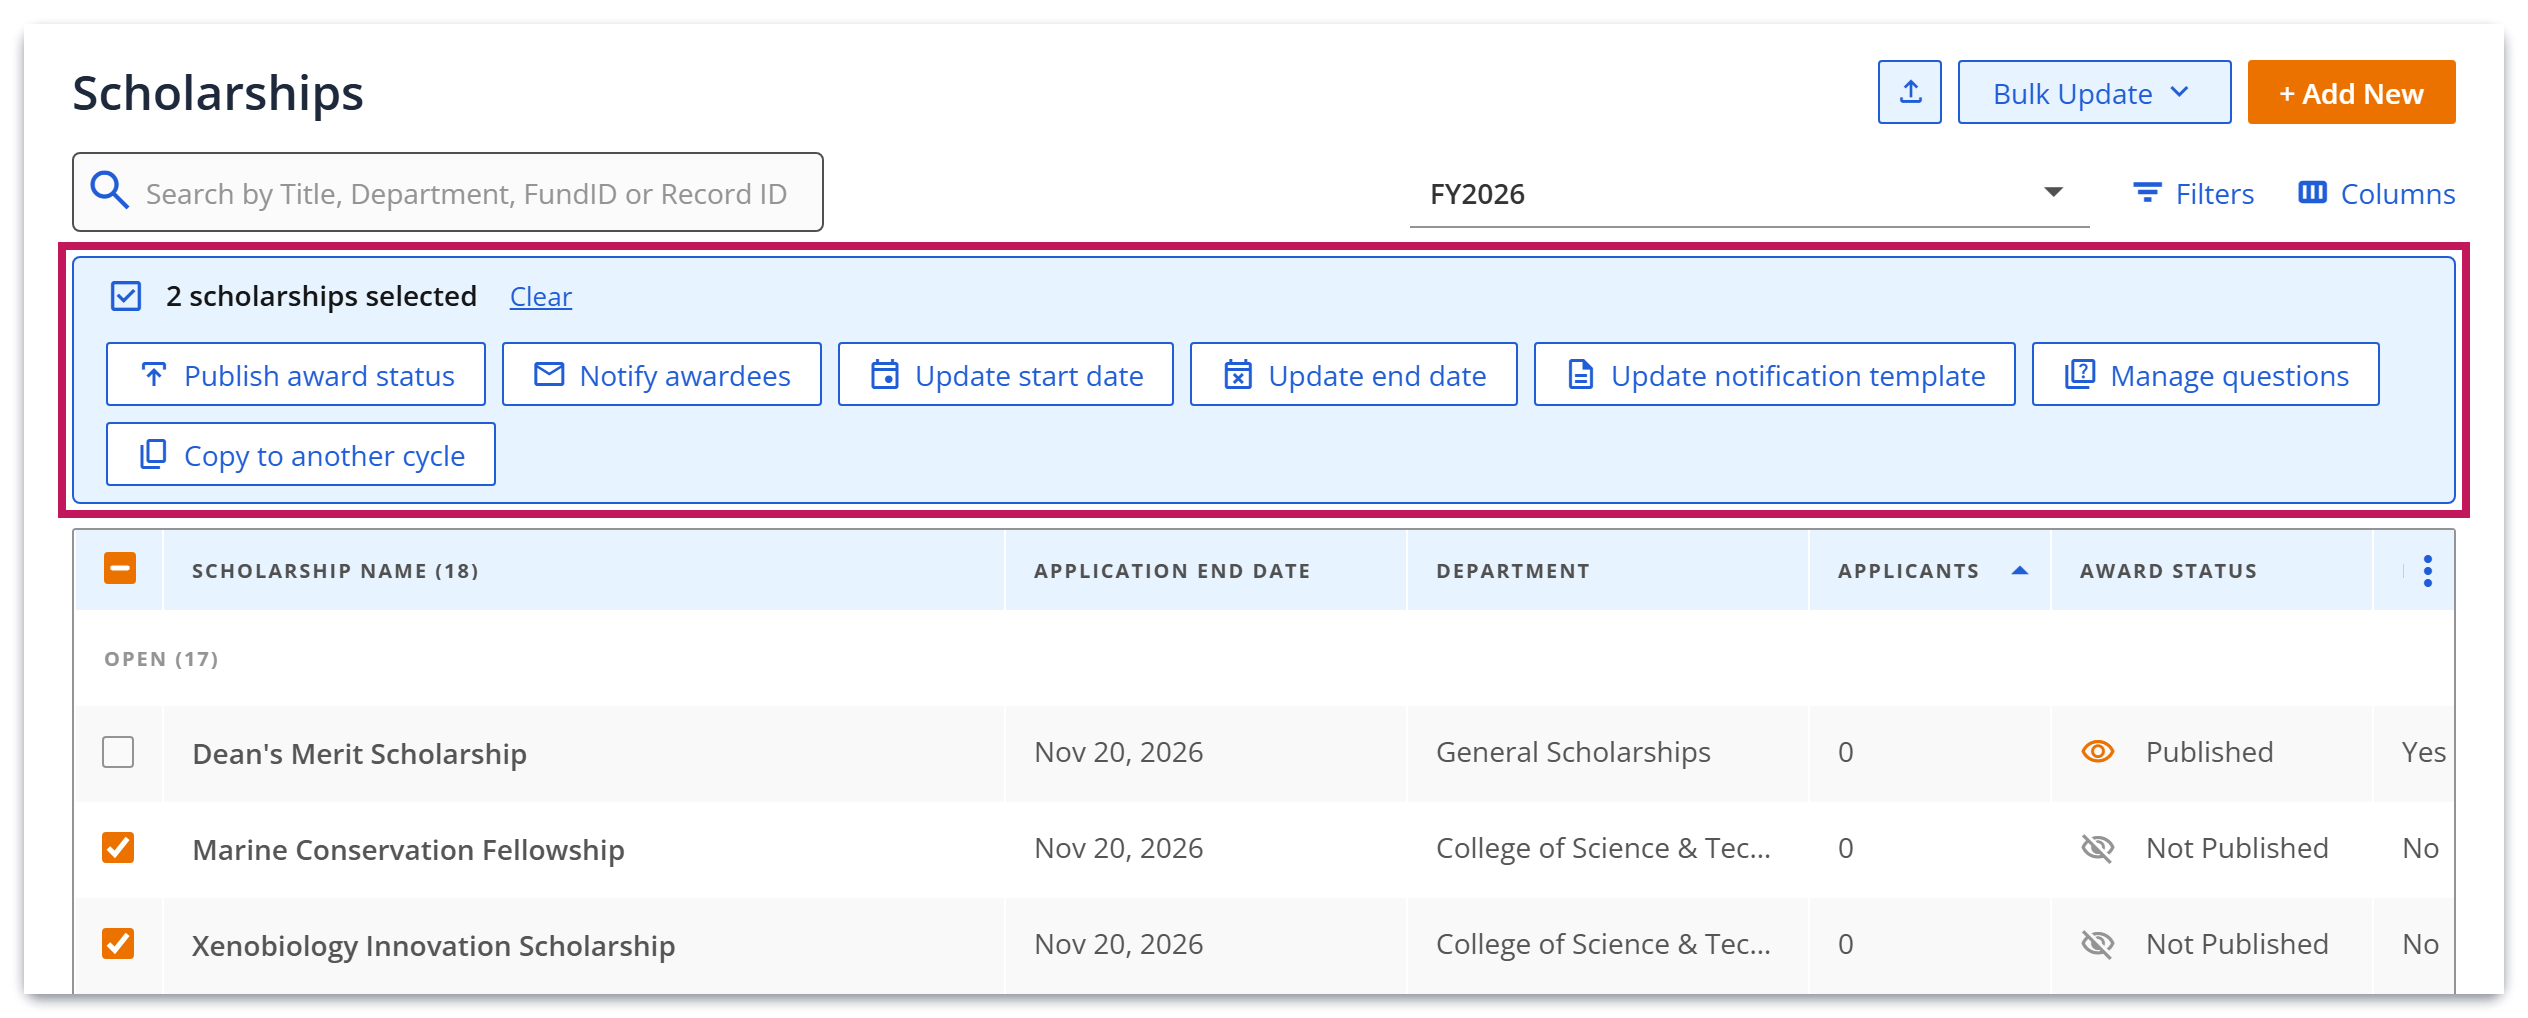 Scholarships
Bulk Update
+ Add New
Search by Title, Department, FundID or Record ID
FY2026
Filters
Columns
2 scholarships selected Clear
Publish award status
Notify awardees
Update start date
Update end date
Update notification template
Manage questions
Copy to another cycle
SCHOLARSHIP NAME (18) APPLICATION END DATE DEPARTMENT APPLICANTS AWARD STATUS
OPEN (17)
Dean's Merit Scholarship Nov 20, 2026 General Scholarships 0 Published Yes
Marine Conservation Fellowship Nov 20, 2026 College of Science & Tec... 0 Not Published No
Xenobiology Innovation Scholarship Nov 20, 2026 College of Science & Tec... 0 Not Published No